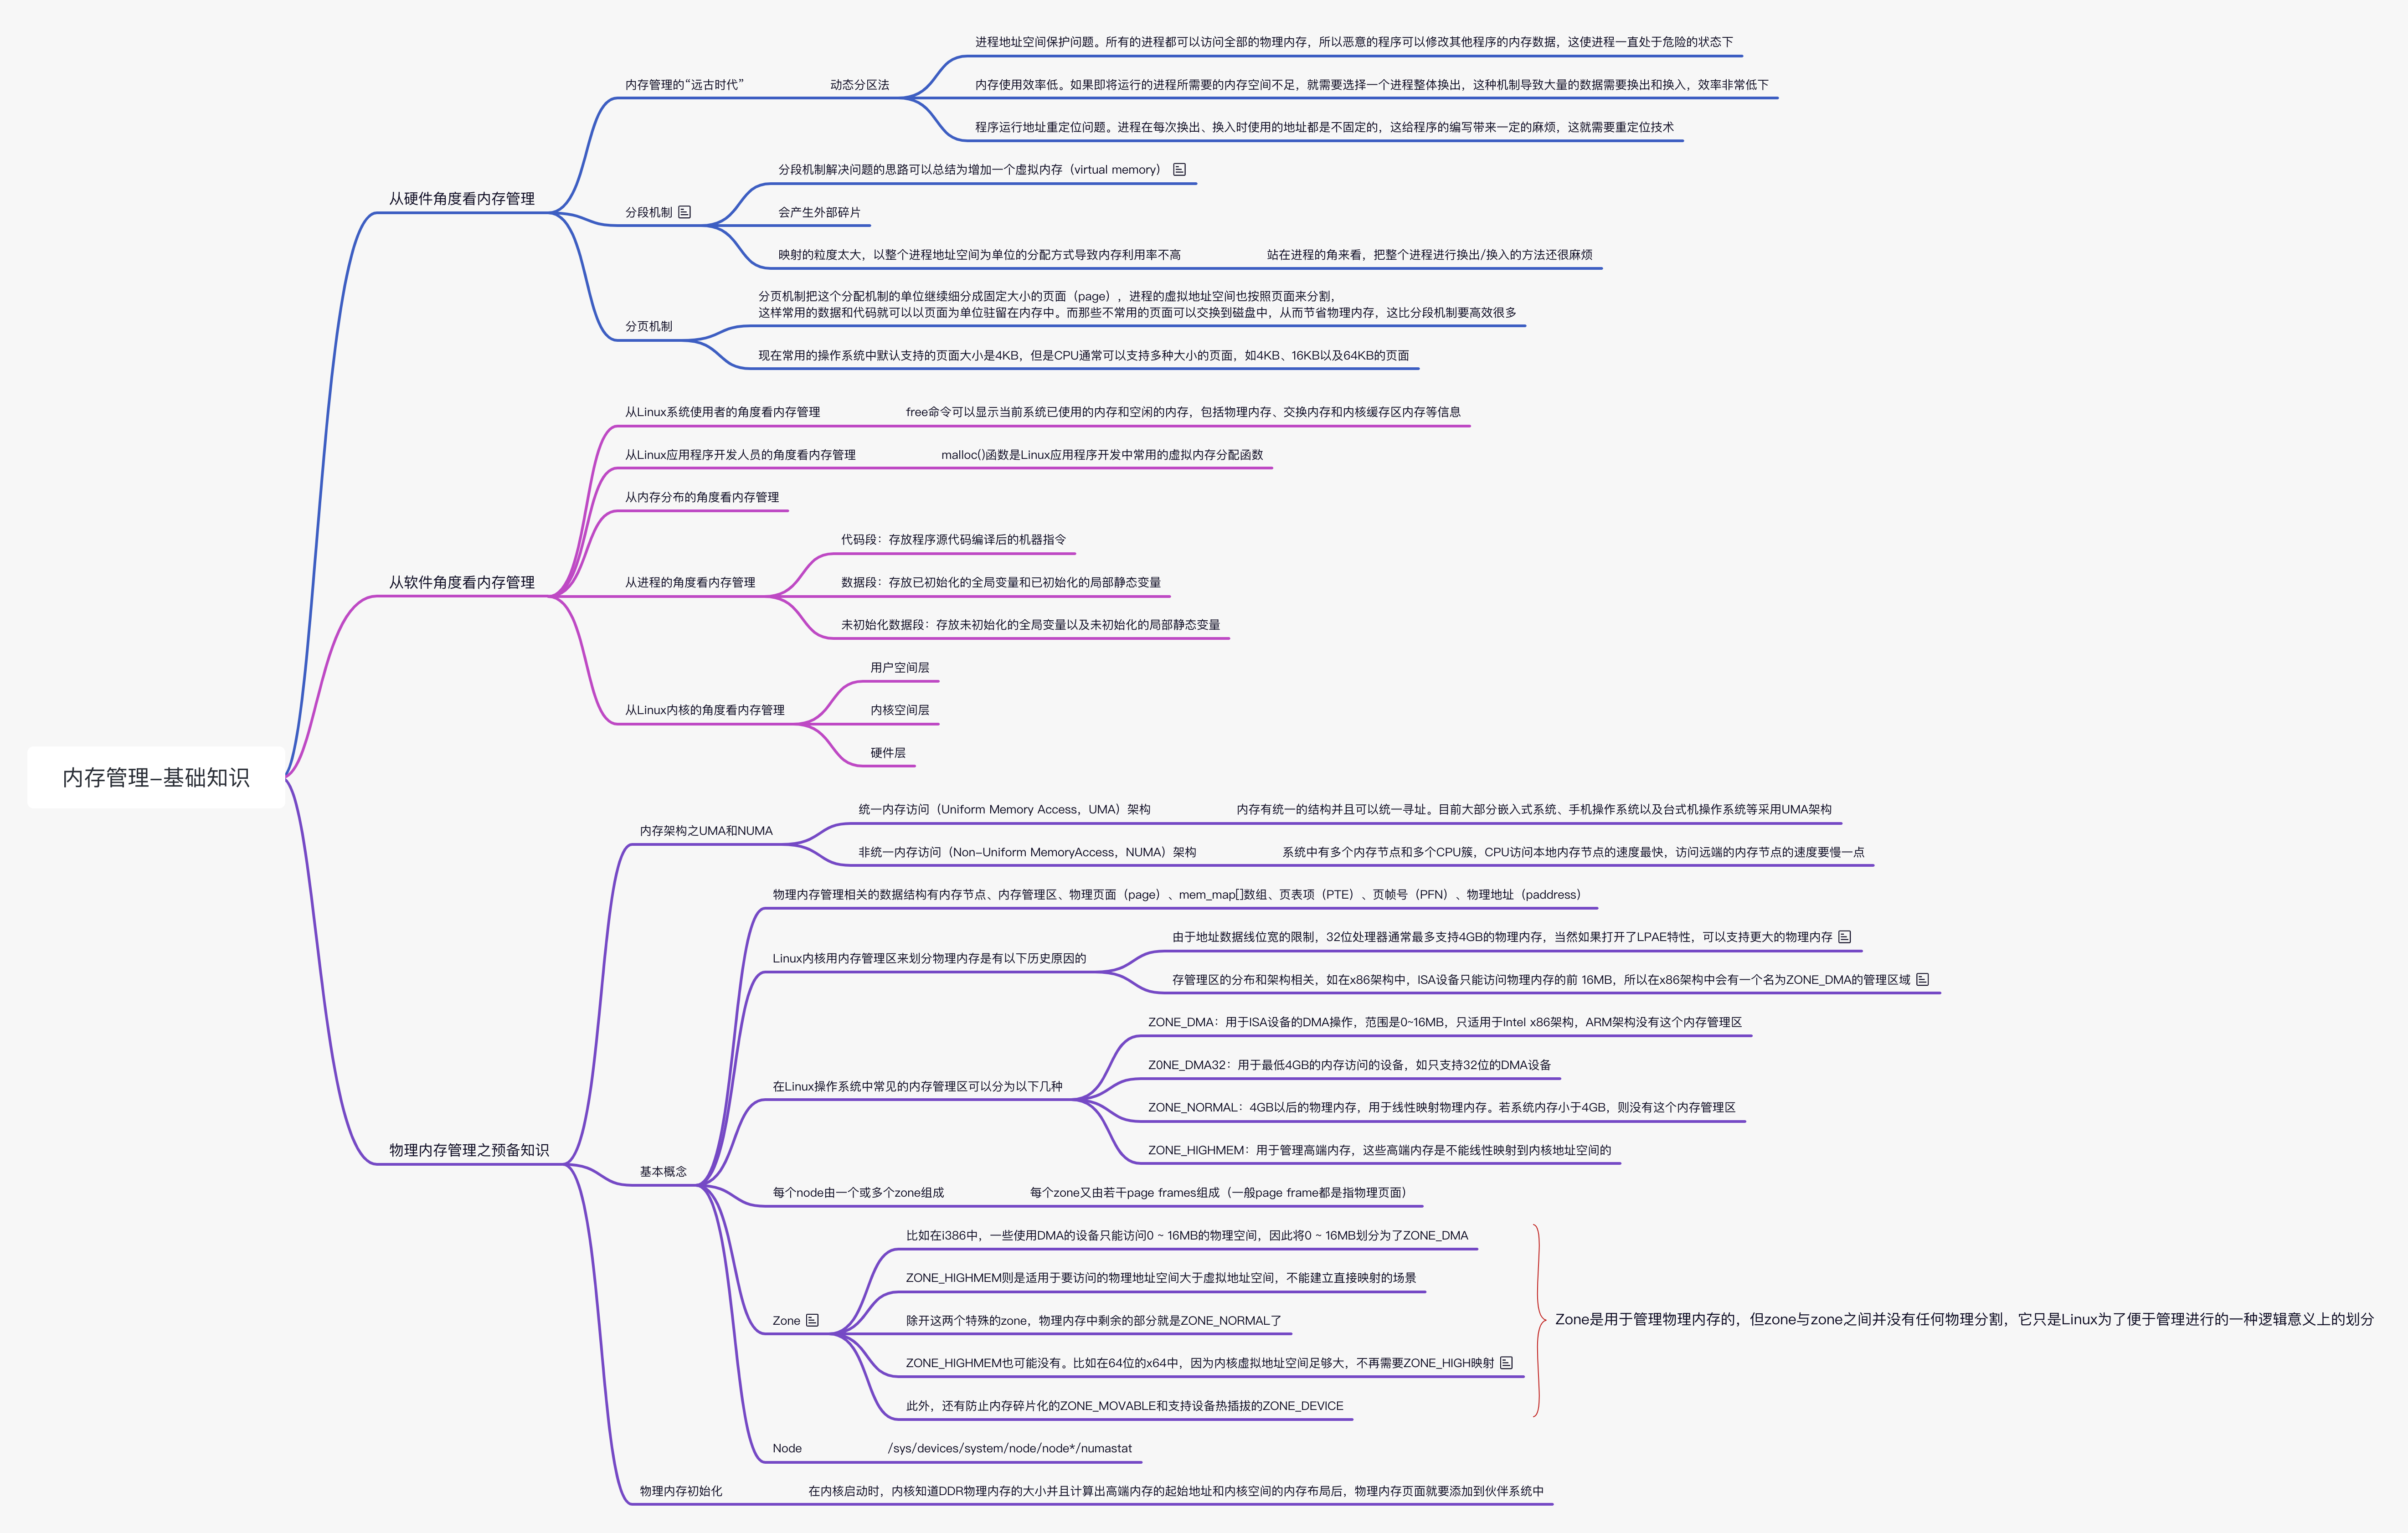 内存管理-基础知识
从硬件角度看内存管理
内存管理的“远古时代”
动态分区法
进程地址空间保护问题。所有的进程都可以访问全部的物理内存，所以恶意的程序可以修改其他程序的内存数据，这使进程一直处于危险的状态下
内存使用效率低。如果即将运行的进程所需要的内存空间不足，就需要选择一个进程整体换出，这种机制导致大量的数据需要换出和换入，效率非常低下
程序运行地址重定位问题。进程在每次换出、换入时使用的地址都是不固定的，这给程序的编写带来一定的麻烦，这就需要重定位技术
分段机制
分段机制解决问题的思路可以总结为增加一个虚拟内存（virtual memory）
会产生外部碎片
映射的粒度太大，以整个进程地址空间为单位的分配方式导致内存利用率不高
站在进程的角来看，把整个进程进行换出/换入的方法还很麻烦
分页机制
分页机制把这个分配机制的单位继续细分成固定大小的页面（page），进程的虚拟地址空间也按照页面来分割，
这样常用的数据和代码就可以以页面为单位驻留在内存中。而那些不常用的页面可以交换到磁盘中，从而节省物理内存，这比分段机制要高效很多
现在常用的操作系统中默认支持的页面大小是4KB，但是CPU通常可以支持多种大小的页面，如4KB、16KB以及64KB的页面
从软件角度看内存管理
从Linux系统使用者的角度看内存管理
free命令可以显示当前系统已使用的内存和空闲的内存，包括物理内存、交换内存和内核缓存区内存等信息
从Linux应用程序开发人员的角度看内存管理
malloc()函数是Linux应用程序开发中常用的虚拟内存分配函数
从内存分布的角度看内存管理
从进程的角度看内存管理
代码段：存放程序源代码编译后的机器指令
数据段：存放已初始化的全局变量和已初始化的局部静态变量
未初始化数据段：存放未初始化的全局变量以及未初始化的局部静态变量
从Linux内核的角度看内存管理
用户空间层
内核空间层
硬件层
物理内存管理之预备知识
内存架构之UMA和NUMA
统一内存访问（Uniform Memory Access，UMA）架构
内存有统一的结构并且可以统一寻址。目前大部分嵌入式系统、手机操作系统以及台式机操作系统等采用UMA架构
非统一内存访问（Non-Uniform MemoryAccess，NUMA）架构
系统中有多个内存节点和多个CPU簇，CPU访问本地内存节点的速度最快，访问远端的内存节点的速度要慢一点
基本概念
物理内存管理相关的数据结构有内存节点、内存管理区、物理页面（page）、mem_map[]数组、页表项（PTE）、页帧号（PFN）、物理地址（paddress）
Linux内核用内存管理区来划分物理内存是有以下历史原因的
由于地址数据线位宽的限制，32位处理器通常最多支持4GB的物理内存，当然如果打开了LPAE特性，可以支持更大的物理内存
存管理区的分布和架构相关，如在x86架构中，ISA设备只能访问物理内存的前 16MB，所以在x86架构中会有一个名为ZONE_DMA的管理区域
在Linux操作系统中常见的内存管理区可以分为以下几种
ZONE_DMA：用于ISA设备的DMA操作，范围是0~16MB，只适用于Intel x86架构，ARM架构没有这个内存管理区
Z0NE_DMA32：用于最低4GB的内存访问的设备，如只支持32位的DMA设备
ZONE_NORMAL：4GB以后的物理内存，用于线性映射物理内存。若系统内存小于4GB，则没有这个内存管理区
ZONE_HIGHMEM：用于管理高端内存，这些高端内存是不能线性映射到内核地址空间的
每个node由一个或多个zone组成
每个zone又由若干page frames组成（一般page frame都是指物理页面）
Zone
比如在i386中，一些使用DMA的设备只能访问0 ~ 16MB的物理空间，因此将0 ~ 16MB划分为了ZONE_DMA
ZONE_HIGHMEM则是适用于要访问的物理地址空间大于虚拟地址空间，不能建立直接映射的场景
除开这两个特殊的zone，物理内存中剩余的部分就是ZONE_NORMAL了
ZONE_HIGHMEM也可能没有。比如在64位的x64中，因为内核虚拟地址空间足够大，不再需要ZONE_HIGH映射
此外，还有防止内存碎片化的ZONE_MOVABLE和支持设备热插拔的ZONE_DEVICE
Zone是用于管理物理内存的，但zone与zone之间并没有任何物理分割，它只是Linux为了便于管理进行的一种逻辑意义上的划分
Node
/sys/devices/system/node/node*/numastat
物理内存初始化
在内核启动时，内核知道DDR物理内存的大小并且计算出高端内存的起始地址和内核空间的内存布局后，物理内存页面就要添加到伙伴系统中